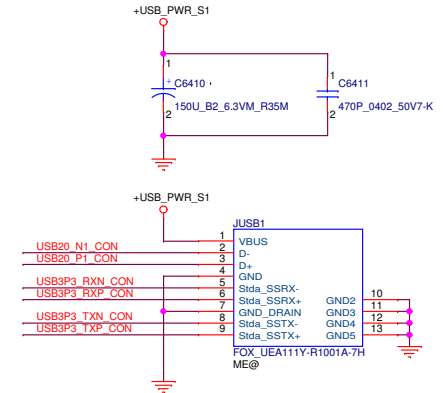 +USB_PWR_S1
1
+ C6410
150U_B2_6.3VM_R35M
2
1
C6411
470P_0402_50V7-K
2
+USB_PWR_S1
JUSB1
1 VBUS
USB20_N1_CON 2 D-
USB20_P1_CON 3 D+
4 GND
USB3P3_RXN_CON 5 Stda_SSRX-
USB3P3_RXP_CON 6 Stda_SSRX+ GND2 10
7 GND_DRAIN GND3 11
USB3P3_TXN_CON 8 Stda_SSTX- GND4 12
USB3P3_TXP_CON 9 Stda_SSTX+ GND5 13
FOX_UEA111Y-R1001A-7H
ME@